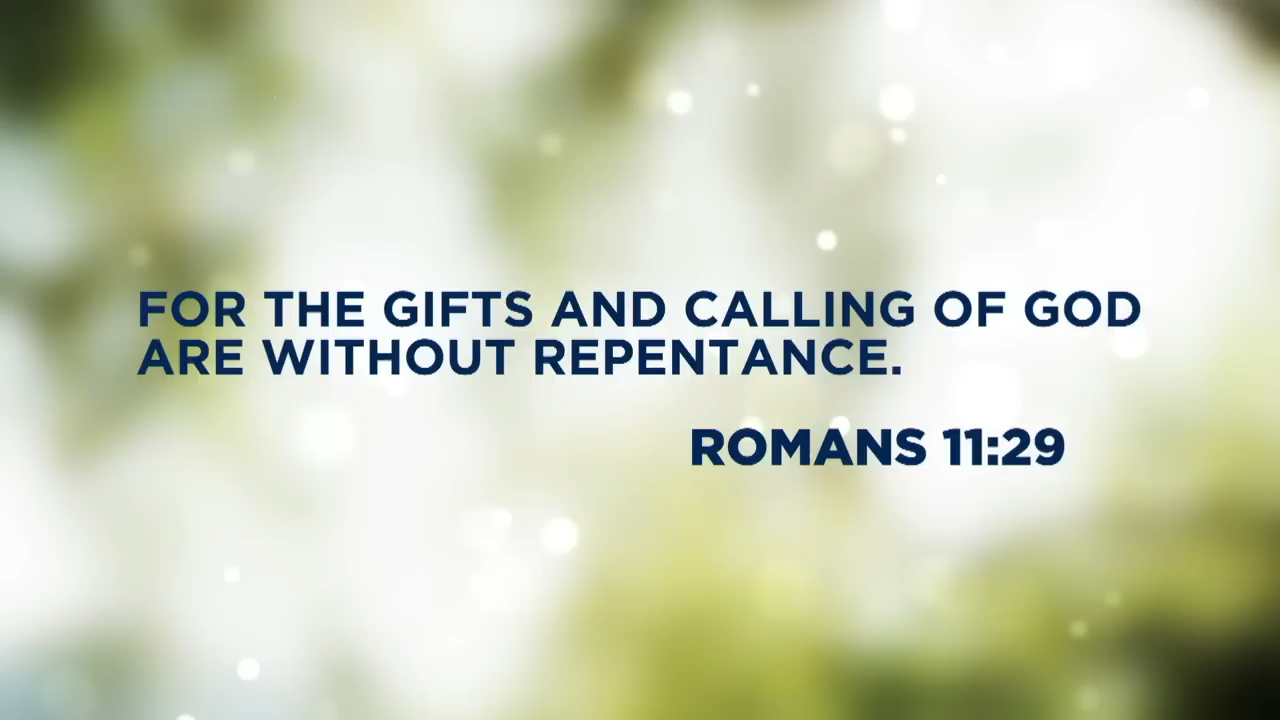 FOR THE GIFTS AND CALLING OF GOD
ARE WITHOUT REPENTANCE.
ROMANS 11:29